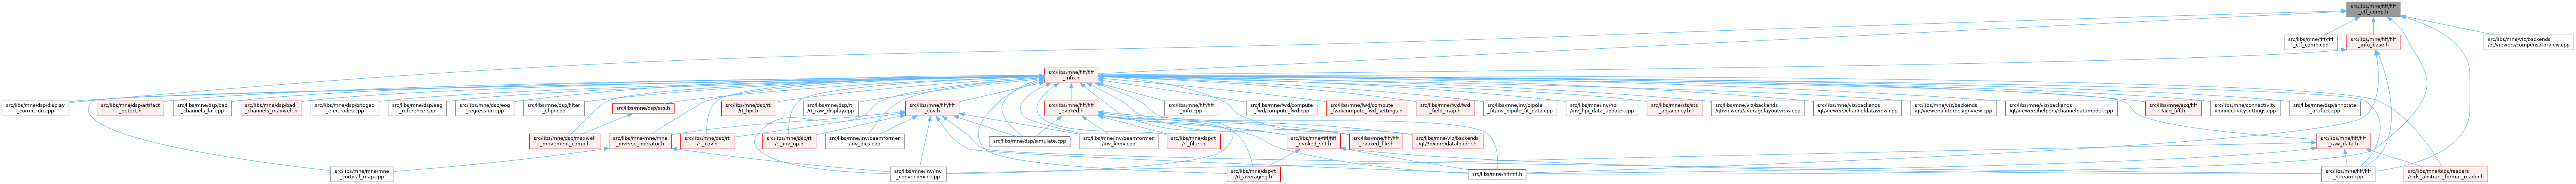 src/libs/mne/fiff/fiff
_ctf_comp.h
src/libs/mne/fiff/fiff
_ctf_comp.cpp
src/libs/mne/fiff/fiff
_info_base.h
src/libs/mne/viz/backends
/qt/viewers/compensatorview.cpp
src/libs/mne/fiff/fiff
_info.h
src/libs/mne/dsp/display
_correction.cpp
src/libs/mne/dsp/artifact
_detect.h
src/libs/mne/dsp/bad
_channels_lof.cpp
src/libs/mne/dsp/bad
_channels_maxwell.h
src/libs/mne/dsp/bridged
_electrodes.cpp
src/libs/mne/dsp/eeg
_reference.cpp
src/libs/mne/dsp/eog
_regression.cpp
src/libs/mne/dsp/filter
_chpi.cpp
src/libs/mne/dsp/sss.h
src/libs/mne/dsp/rt
_rt_hpi.h
src/libs/mne/dsp/rt
/rt_raw_display.cpp
src/libs/mne/fiff/fiff
_cov.h
src/libs/mne/fiff/fiff
_evoked.h
src/libs/mne/fiff/fiff
_info.cpp
src/libs/mne/fwd/compute
_fwd/compute_fwd.cpp
src/libs/mne/fwd/compute
_fwd/compute_fwd_settings.h
src/libs/mne/fwd/fwd
_field_map.h
src/libs/mne/inv/dipole
_fit/inv_dipole_fit_data.cpp
src/libs/mne/inv/hpi
/inv_hpi_data_updater.cpp
src/libs/mne/sts/sts
_adjacency.h
src/libs/mne/viz/backends
/qt/viewers/averagelayoutview.cpp
src/libs/mne/viz/backends
/qt/viewers/channeldataview.cpp
src/libs/mne/viz/backends
/qt/viewers/filterdesignview.cpp
src/libs/mne/viz/backends
/qt/viewers/helpers/channeldatamodel.cpp
src/libs/mne/acq/fiff
/acq_fiff.h
src/libs/mne/connectivity
/connectivitysettings.cpp
src/libs/mne/dsp/annotate
_artifact.cpp
src/libs/mne/dsp/maxwell
_movement_comp.h
src/libs/mne/mne/mne
_inverse_operator.h
src/libs/mne/dsp/rt
/rt_cov.h
src/libs/mne/dsp/rt
/rt_inv_op.h
src/libs/mne/inv/beamformer
/inv_dics.cpp
src/libs/mne/dsp/simulate.cpp
src/libs/mne/inv/beamformer
/inv_lcmv.cpp
src/libs/mne/dsp/rt
/rt_filter.h
src/libs/mne/fiff/fiff
_evoked_set.h
src/libs/mne/fiff/fiff
_evoked_file.h
src/libs/mne/viz/backends
/qt/3d/core/dataloader.h
src/libs/mne/fiff/fiff
_raw_data.h
src/libs/mne/mne/mne
_cortical_map.cpp
src/libs/mne/inv/inv
_convenience.cpp
src/libs/mne/dsp/rt
/rt_averaging.h
src/libs/mne/fiff/fiff.h
src/libs/mne/fiff/fiff
_stream.cpp
src/libs/mne/bids/readers
/bids_abstract_format_reader.h